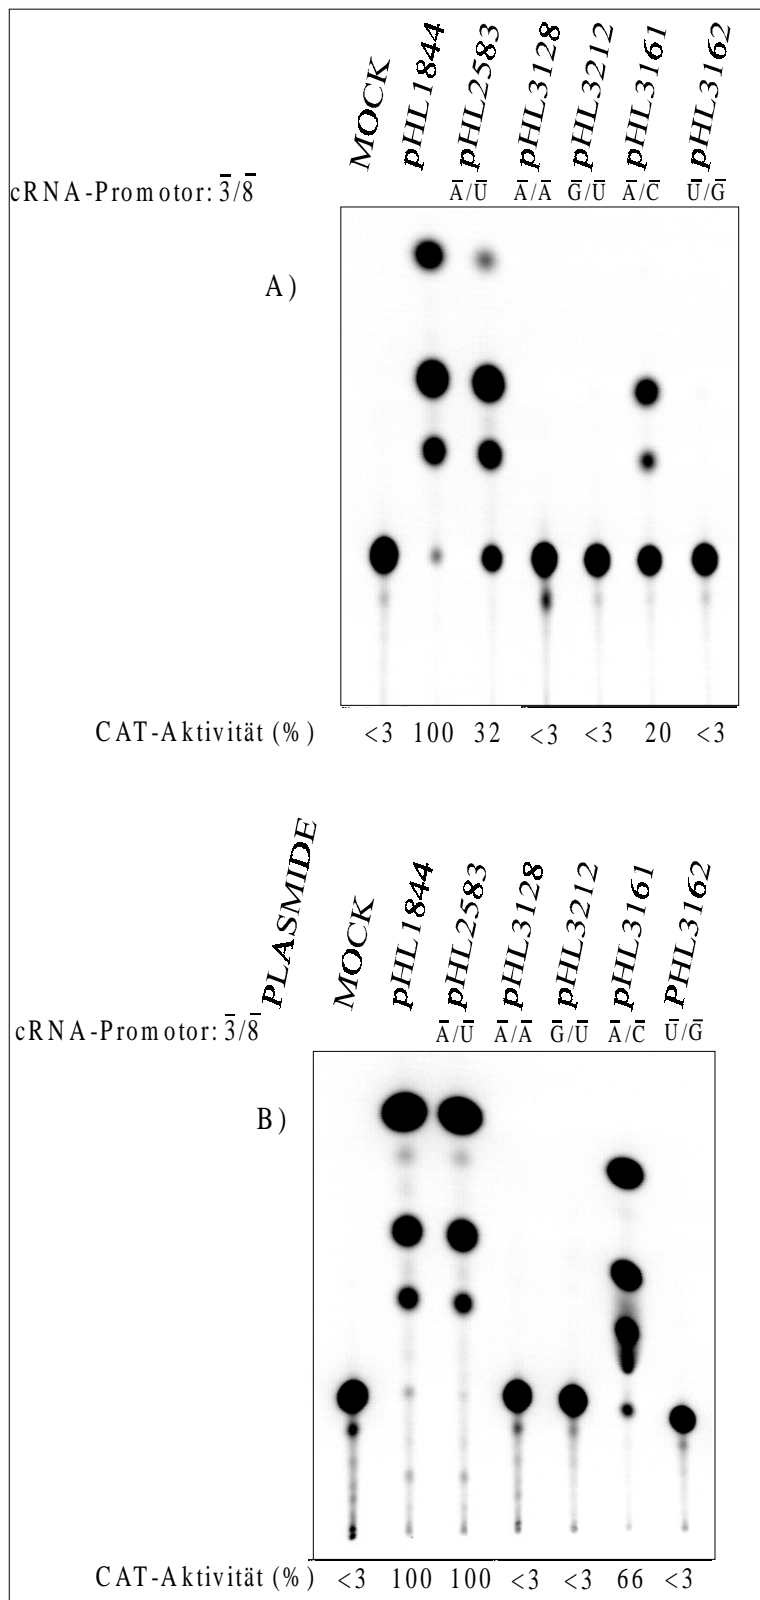 MOCK pHL1844 pHL2583 pHL3128 pHL3212 pHL3161 pHL3162
cRNA-Promotor: 3̅/8̅ A̅/U̅ A̅/A̅ G̅/U̅ A̅/C̅ U̅/G̅
A)
CAT-Aktivität (%) <3 100 32 <3 <3 20 <3
PLASMIDE MOCK pHL1844 pHL2583 pHL3128 pHL3212 pHL3161 PHL3162
cRNA-Promotor: 3̅/8̅ A̅/U̅ A̅/A̅ G̅/U̅ A̅/C̅ U̅/G̅
B)
CAT-Aktivität (%) <3 100 100 <3 <3 66 <3